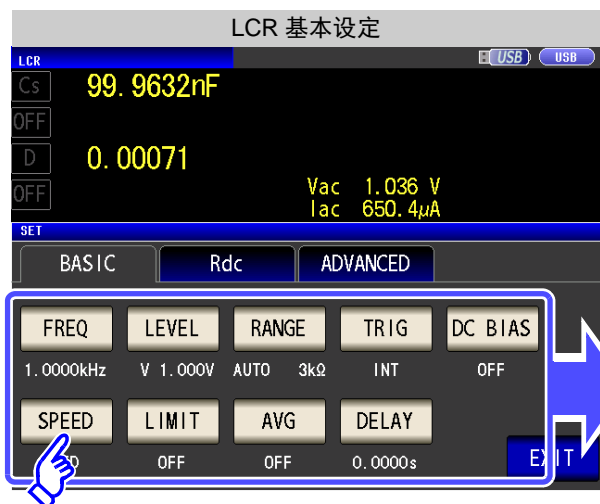 LCR 基本设定
LCR USB USB
Cs 99.9632nF
OFF
D 0.00071
OFF
Vac 1.036 V
Iac 650.4μA
SET
BASIC Rdc ADVANCED
FREQ LEVEL RANGE TRIG DC BIAS
1.0000kHz V 1.000V AUTO 3kΩ INT OFF
SPEED LIMIT AVG DELAY
OFF OFF 0.0000s
EXIT